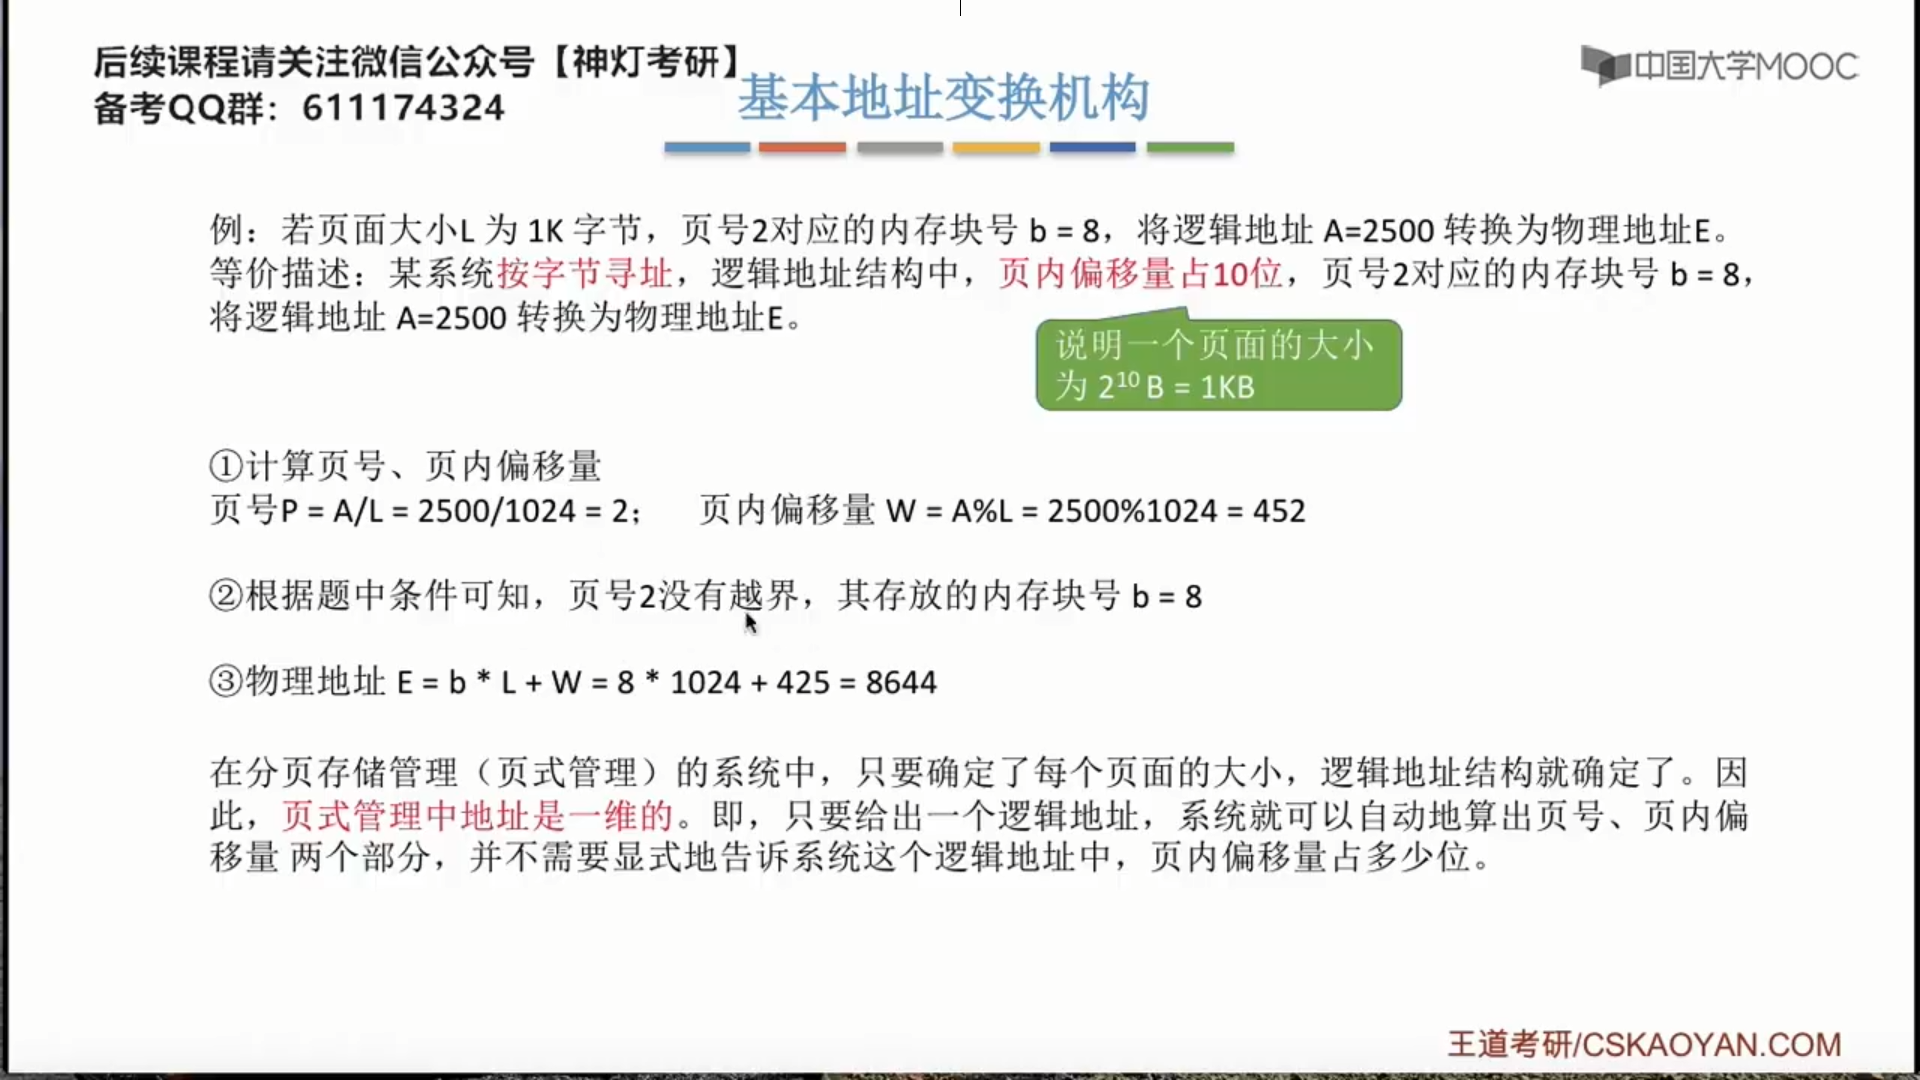 后续课程请关注微信公众号【神灯考研】
备考QQ群：611174324
基本地址变换机构
中国大学MOOC
例：若页面大小L 为 1K 字节，页号2对应的内存块号 b = 8，将逻辑地址 A=2500 转换为物理地址E。
等价描述：某系统按字节寻址，逻辑地址结构中，页内偏移量占10位，页号2对应的内存块号 b = 8，
将逻辑地址 A=2500 转换为物理地址E。
说明一个页面的大小
为 2¹⁰ B = 1KB
①计算页号、页内偏移量
页号P = A/L = 2500/1024 = 2； 页内偏移量 W = A%L = 2500%1024 = 452
②根据题中条件可知，页号2没有越界，其存放的内存块号 b = 8
③物理地址 E = b * L + W = 8 * 1024 + 425 = 8644
在分页存储管理（页式管理）的系统中，只要确定了每个页面的大小，逻辑地址结构就确定了。因
此，页式管理中地址是一维的。即，只要给出一个逻辑地址，系统就可以自动地算出页号、页内偏
移量 两个部分，并不需要显式地告诉系统这个逻辑地址中，页内偏移量占多少位。
王道考研/CSKAOYAN.COM